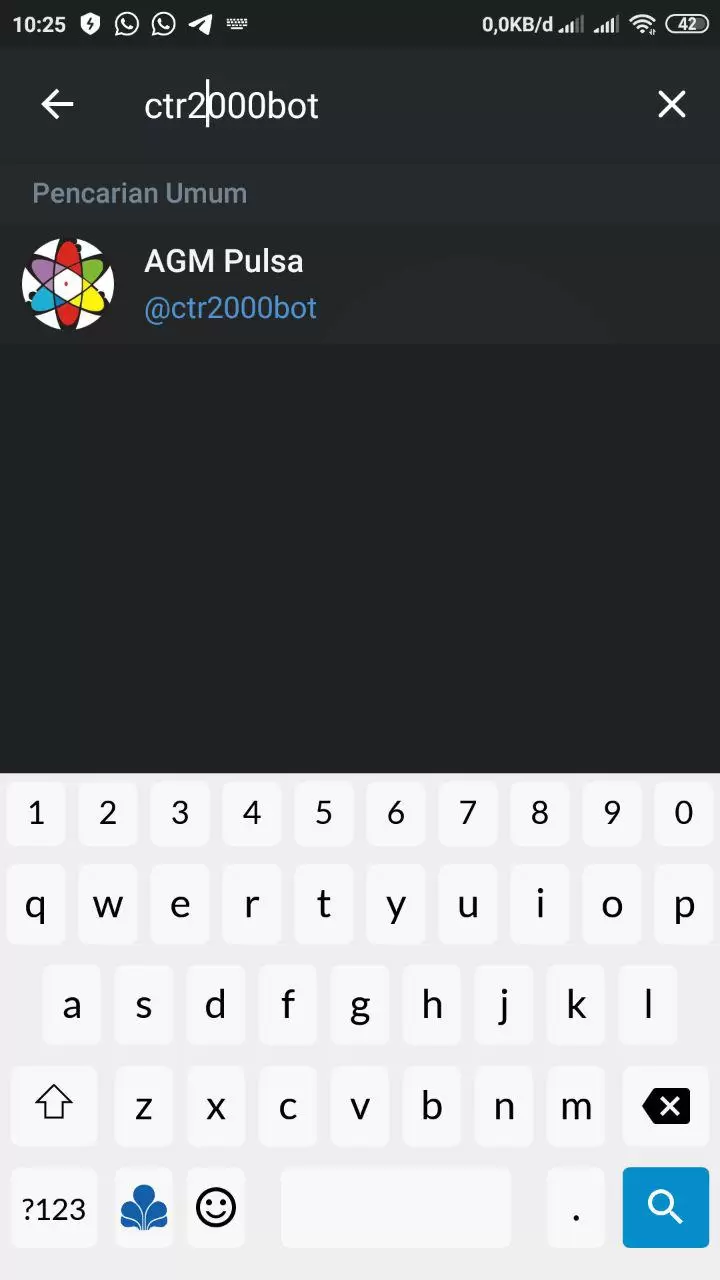 10:25 0,0KB/d 42
ctr2000bot
Pencarian Umum
AGM Pulsa
@ctr2000bot
1 2 3 4 5 6 7 8 9 0
q w e r t y u i o p
a s d f g h j k l
z x c v b n m
?123 .